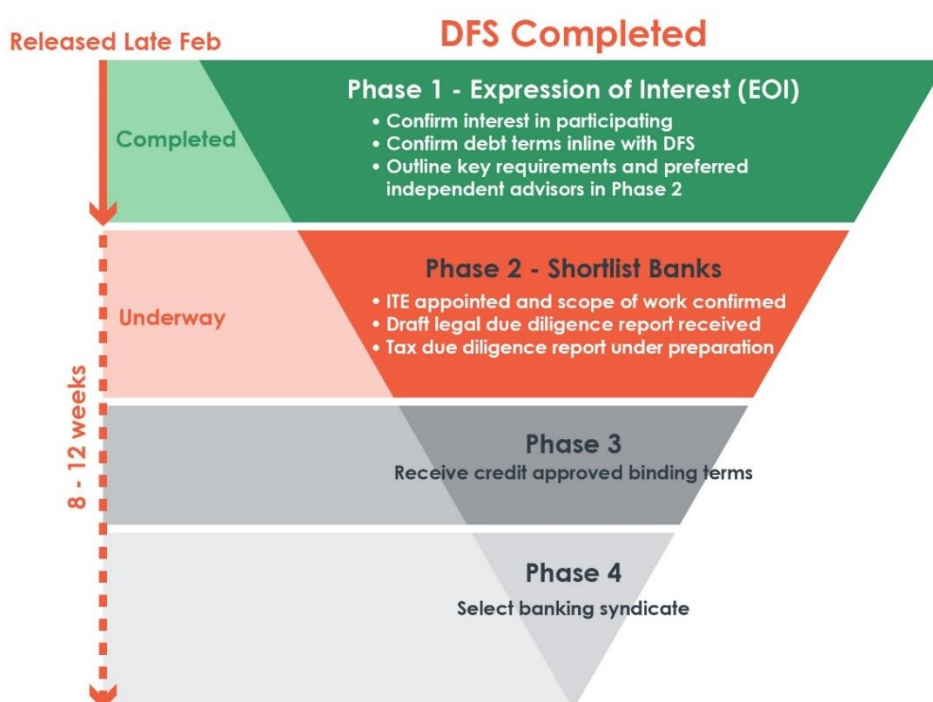 Released Late Feb
DFS Completed
Completed
Phase 1 - Expression of Interest (EOI)
• Confirm interest in participating
• Confirm debt terms inline with DFS
• Outline key requirements and preferred
independent advisors in Phase 2
Underway
Phase 2 - Shortlist Banks
• ITE appointed and scope of work confirmed
• Draft legal due diligence report received
• Tax due diligence report under preparation
8 - 12 weeks
Phase 3
Receive credit approved binding terms
Phase 4
Select banking syndicate